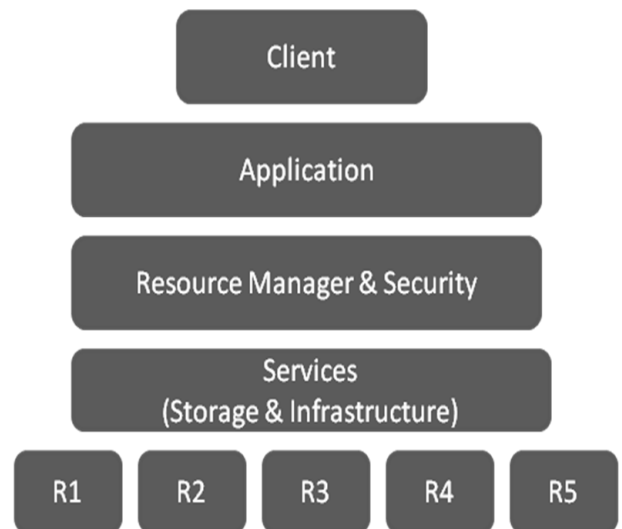 Client
Application
Resource Manager & Security
Services
(Storage & Infrastructure)
R1 R2 R3 R4 R5